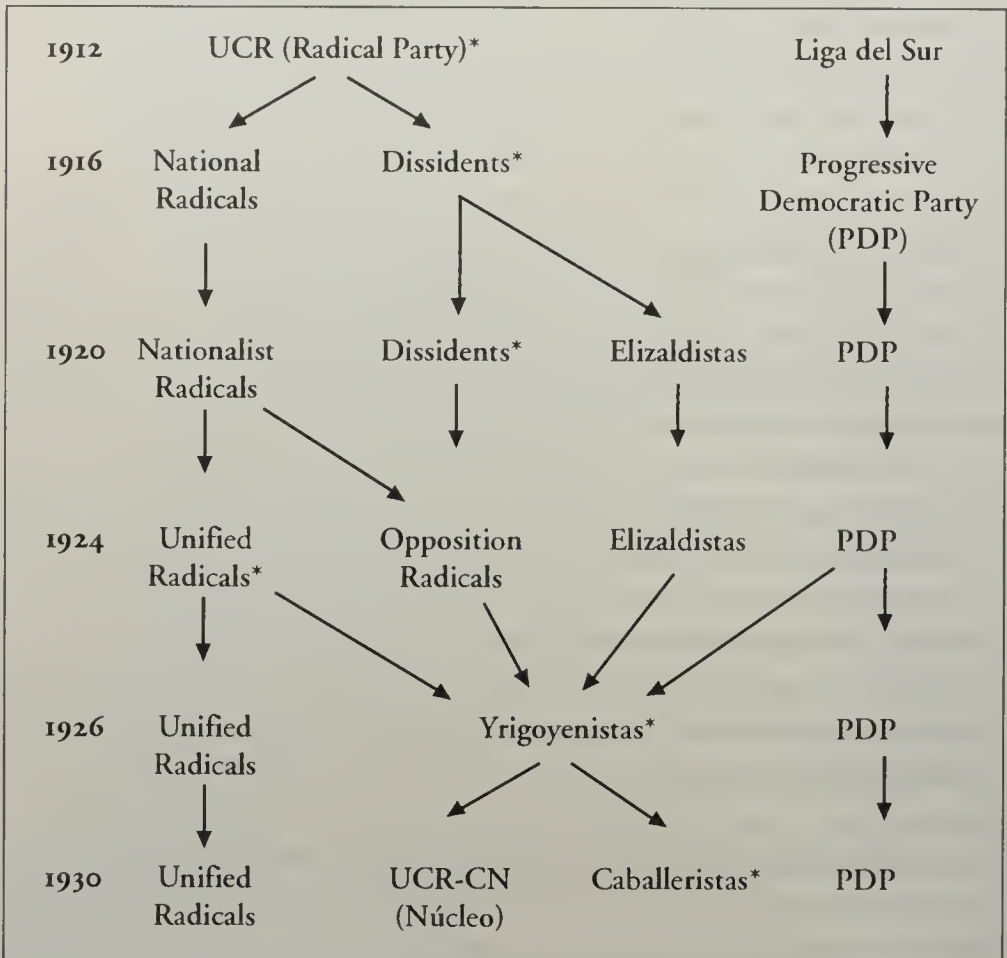 1912 UCR (Radical Party)* Liga del Sur
1916 National Dissidents* Progressive
Radicals Democratic Party
(PDP)
1920 Nationalist Dissidents* Elizaldistas PDP
Radicals
1924 Unified Opposition Elizaldistas PDP
Radicals* Radicals
1926 Unified Yrigoyenistas* PDP
Radicals
1930 Unified UCR-CN Caballeristas* PDP
Radicals (Núcleo)